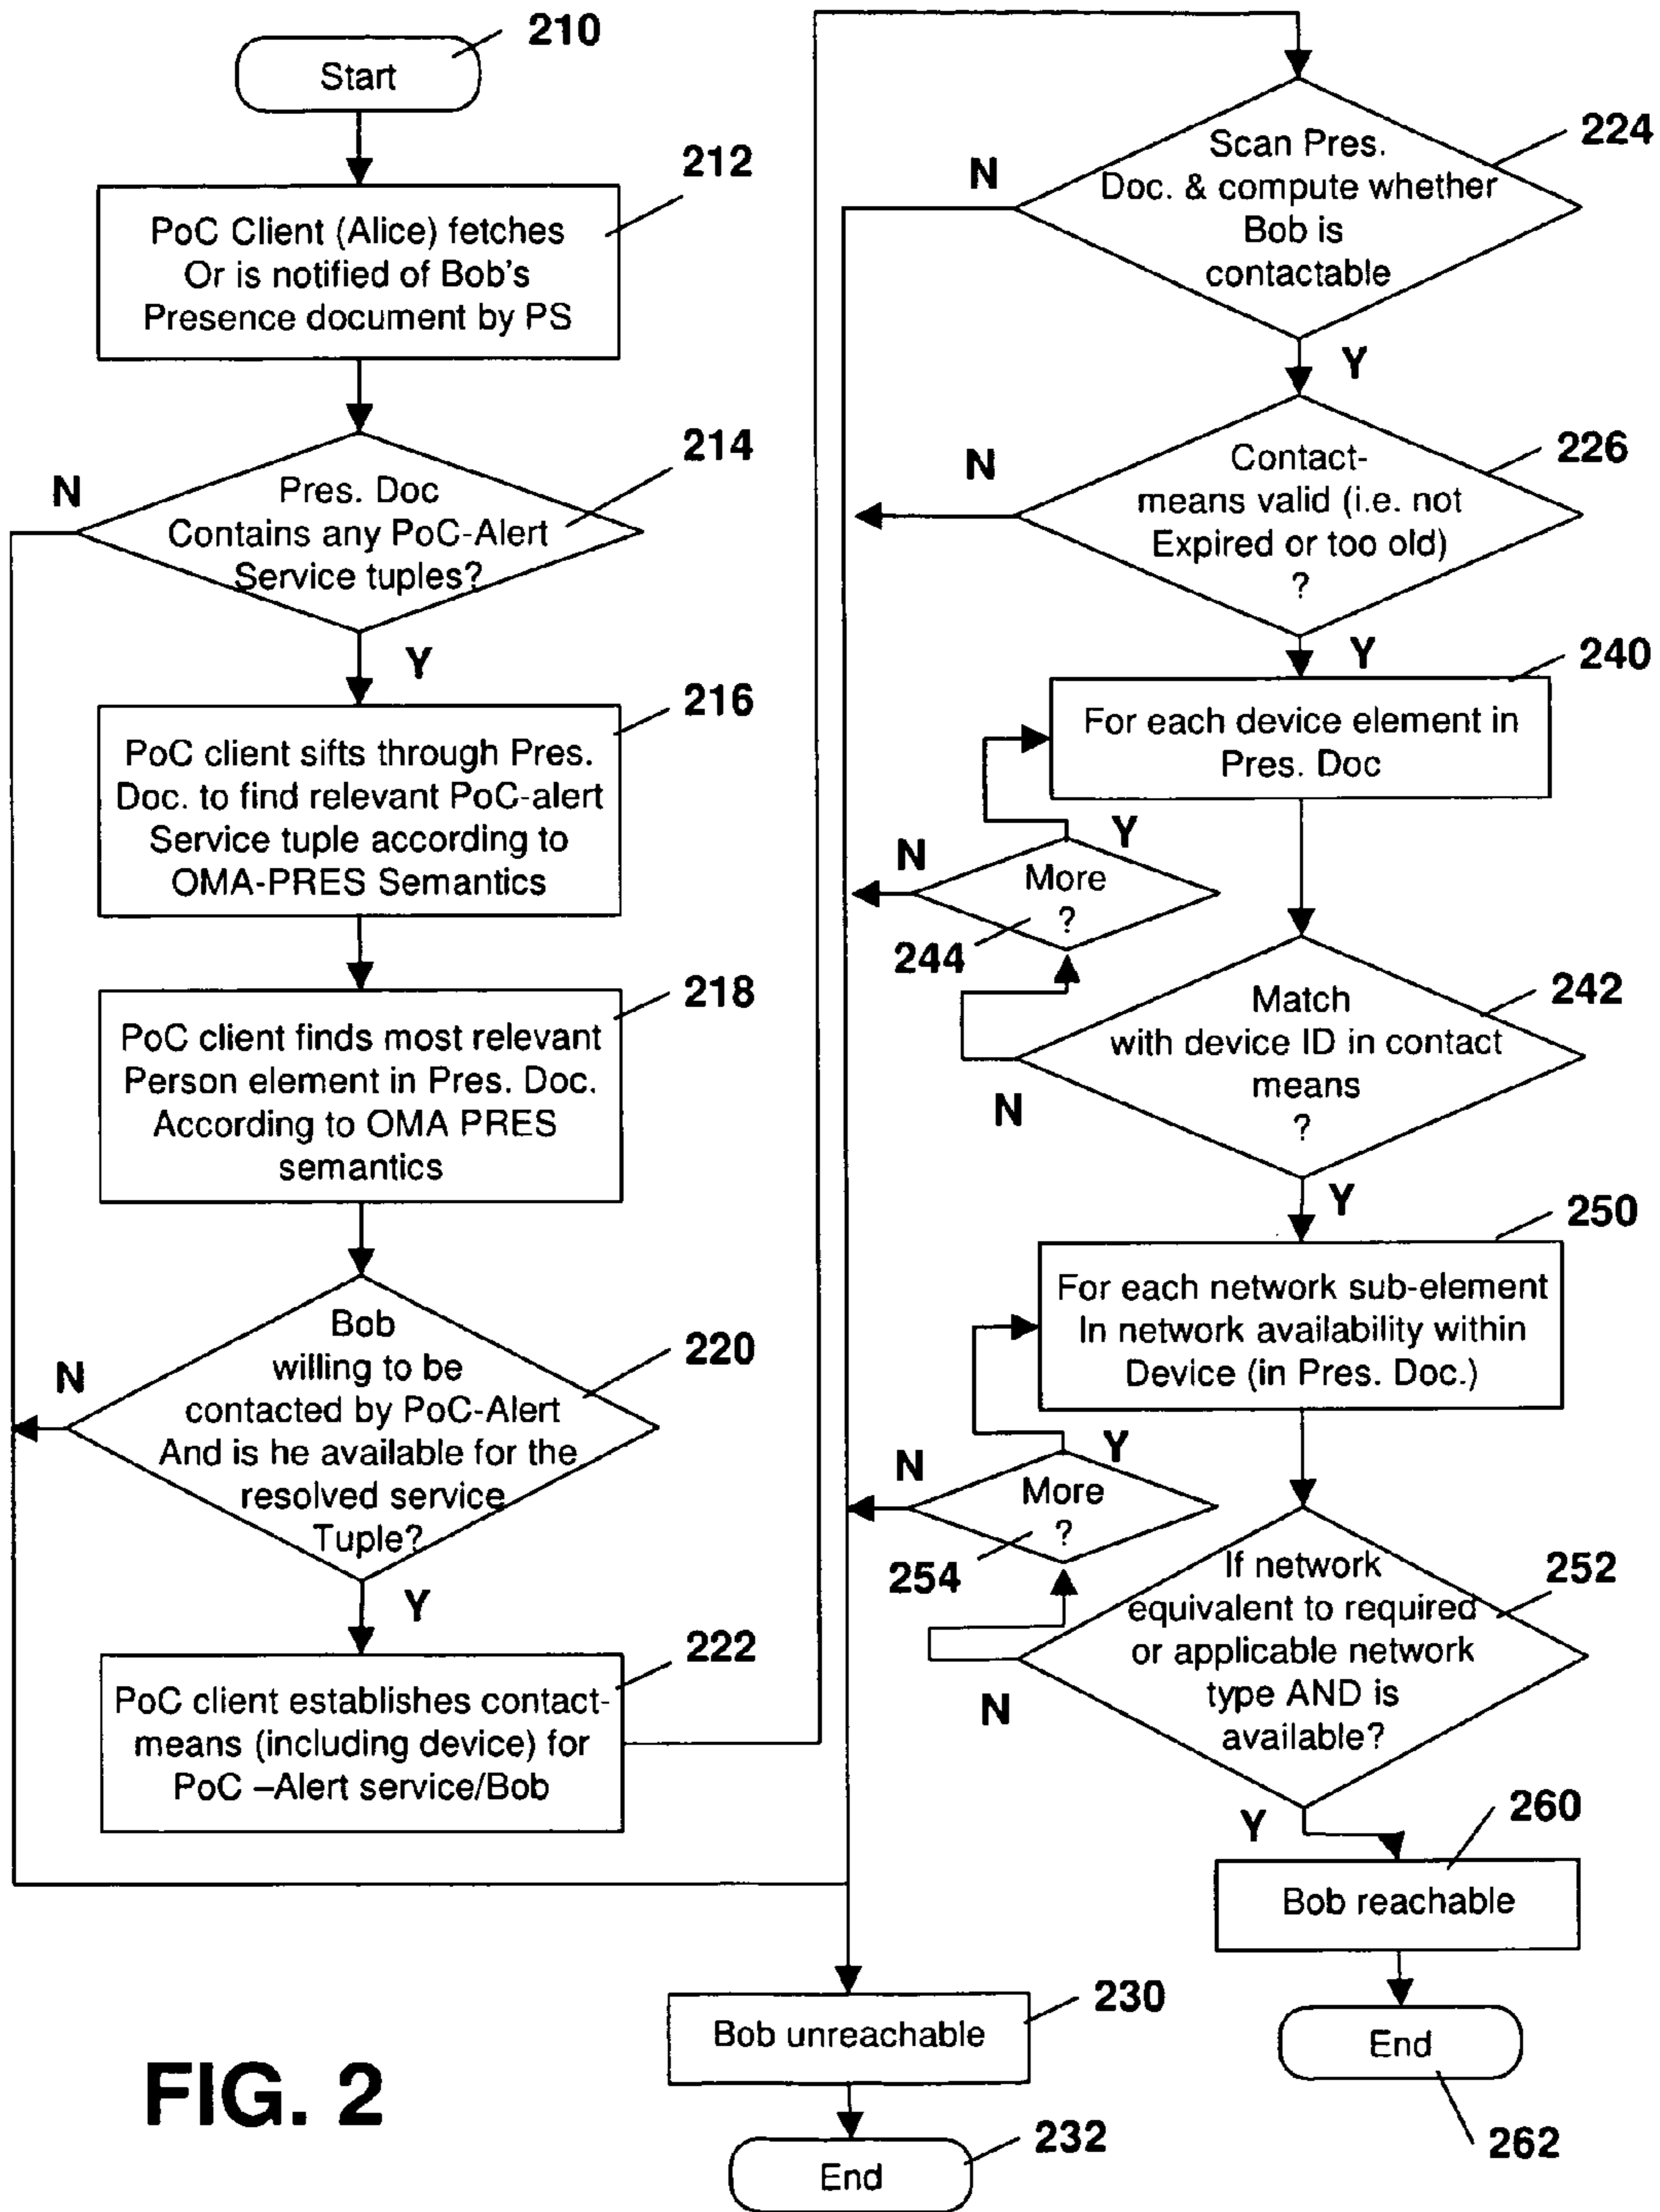 210
Start
212
PoC Client (Alice) fetches
Or is notified of Bob's
Presence document by PS
214
N
Pres. Doc
Contains any PoC-Alert
Service tuples?
Y
216
PoC client sifts through Pres.
Doc. to find relevant PoC-alert
Service tuple according to
OMA-PRES Semantics
218
PoC client finds most relevant
Person element in Pres. Doc.
According to OMA PRES
semantics
220
N
Bob
willing to be
contacted by PoC-Alert
And is he available for the
resolved service
Tuple?
Y
222
PoC client establishes contact-
means (including device) for
PoC –Alert service/Bob
224
N
Scan Pres.
Doc. & compute whether
Bob is
contactable
Y
226
N
Contact-
means valid (i.e. not
Expired or too old)
?
Y
240
For each device element in
Pres. Doc
Y
N
More
?
244
242
Match
with device ID in contact
means
?
N
Y
250
For each network sub-element
In network availability within
Device (in Pres. Doc.)
Y
N
More
?
254
252
If network
equivalent to required
or applicable network
type AND is
available?
N
Y
260
Bob reachable
End
262
230
Bob unreachable
232
End
FIG. 2